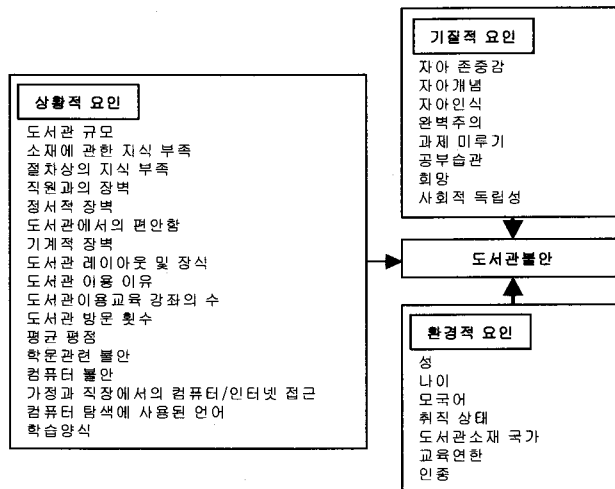 상황적 요인
도서관 규모
소재에 관한 지식 부족
절차상의 지식 부족
직원과의 장벽
정서적 장벽
도서관에서의 편안함
기계적 장벽
도서관 레이아웃 및 장식
도서관 이용 이유
도서관이용교육 강좌의 수
도서관 방문 횟수
평균 평점
학문관련 불안
컴퓨터 불안
가정과 직장에서의 컴퓨터/인터넷 접근
컴퓨터 탐색에 사용된 언어
학습양식
기질적 요인
자아 존중감
자아개념
자아인식
완벽주의
과제 미루기
공부습관
희망
사회적 독립성
도서관불안
환경적 요인
성
나이
모국어
취직 상태
도서관소재 국가
교육연한
인종